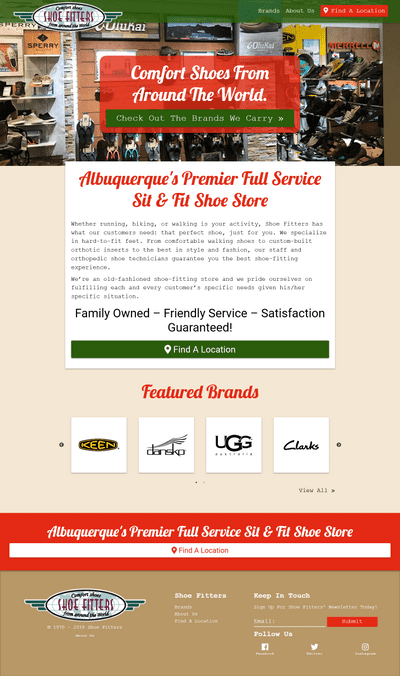 Comfort shoes
SHOE FITTERS
from around the World
Brands About Us Find A Location
SPERRY
OluKai
OluKai
MERRELL
Comfort Shoes From
Around The World.
Check Out The Brands We Carry »
Albuquerque's Premier Full Service
Sit & Fit Shoe Store
Whether running, hiking, or walking is your activity, Shoe Fitters has
what our customers need: that perfect shoe, just for you. We specialize
in hard-to-fit feet. From comfortable walking shoes to custom-built
orthotic inserts to the best in style and fashion, our staff and
orthopedic shoe technicians guarantee you the best shoe-fitting
experience.
We're an old-fashioned shoe-fitting store and we pride ourselves on
fulfilling each and every customer's specific needs given his/her
specific situation.
Family Owned – Friendly Service – Satisfaction
Guaranteed!
Find A Location
Featured Brands
KEEN
dansko
UGG
australia
Clarks
View All »
Albuquerque's Premier Full Service Sit & Fit Shoe Store
Find A Location
Comfort shoes
SHOE FITTERS
from around the World
Shoe Fitters
Brands
About Us
Find A Location
Keep In Touch
Sign Up For Shoe Fitters' Newsletter Today!
Email:
Submit
Follow Us
Facebook
Twitter
Instagram
Shoe Fitters
About Us